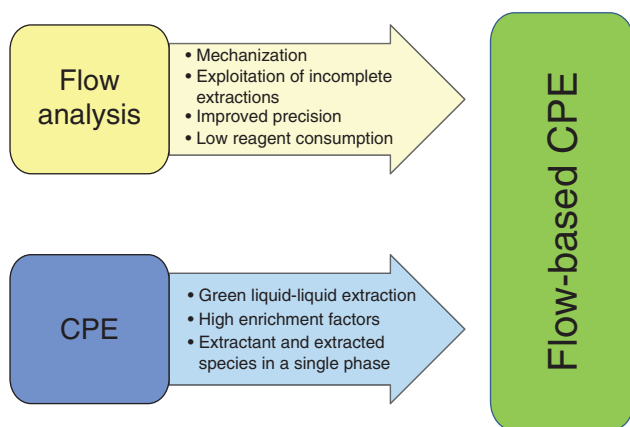 Flow
analysis
• Mechanization
• Exploitation of incomplete
extractions
• Improved precision
• Low reagent consumption
CPE
• Green liquid-liquid extraction
• High enrichment factors
• Extractant and extracted
species in a single phase
Flow-based CPE